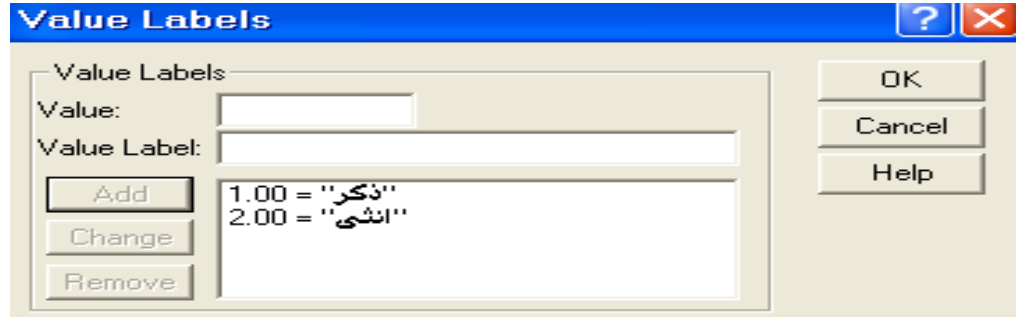 Value Labels
Value Labels
Value:
Value Label:
OK
Cancel
Help
Add
Change
Remove
1.00 = "ذكر"
2.00 = "انثى"